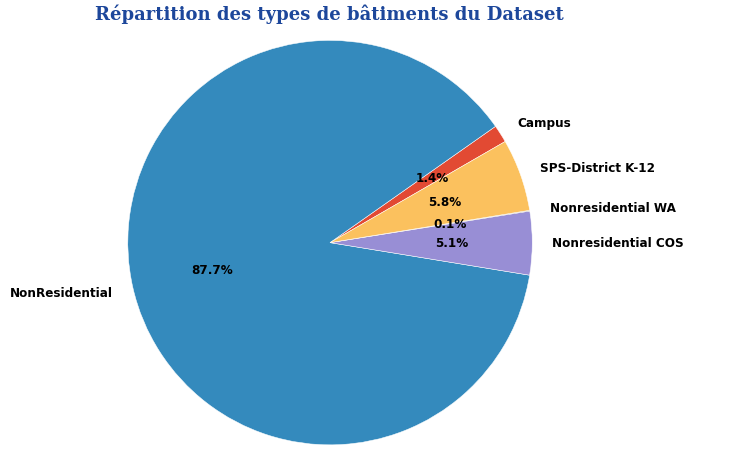 Répartition des types de bâtiments du Dataset
Campus
1.4%
SPS-District K-12
5.8%
Nonresidential WA
0.1%
Nonresidential COS
5.1%
87.7%
NonResidential